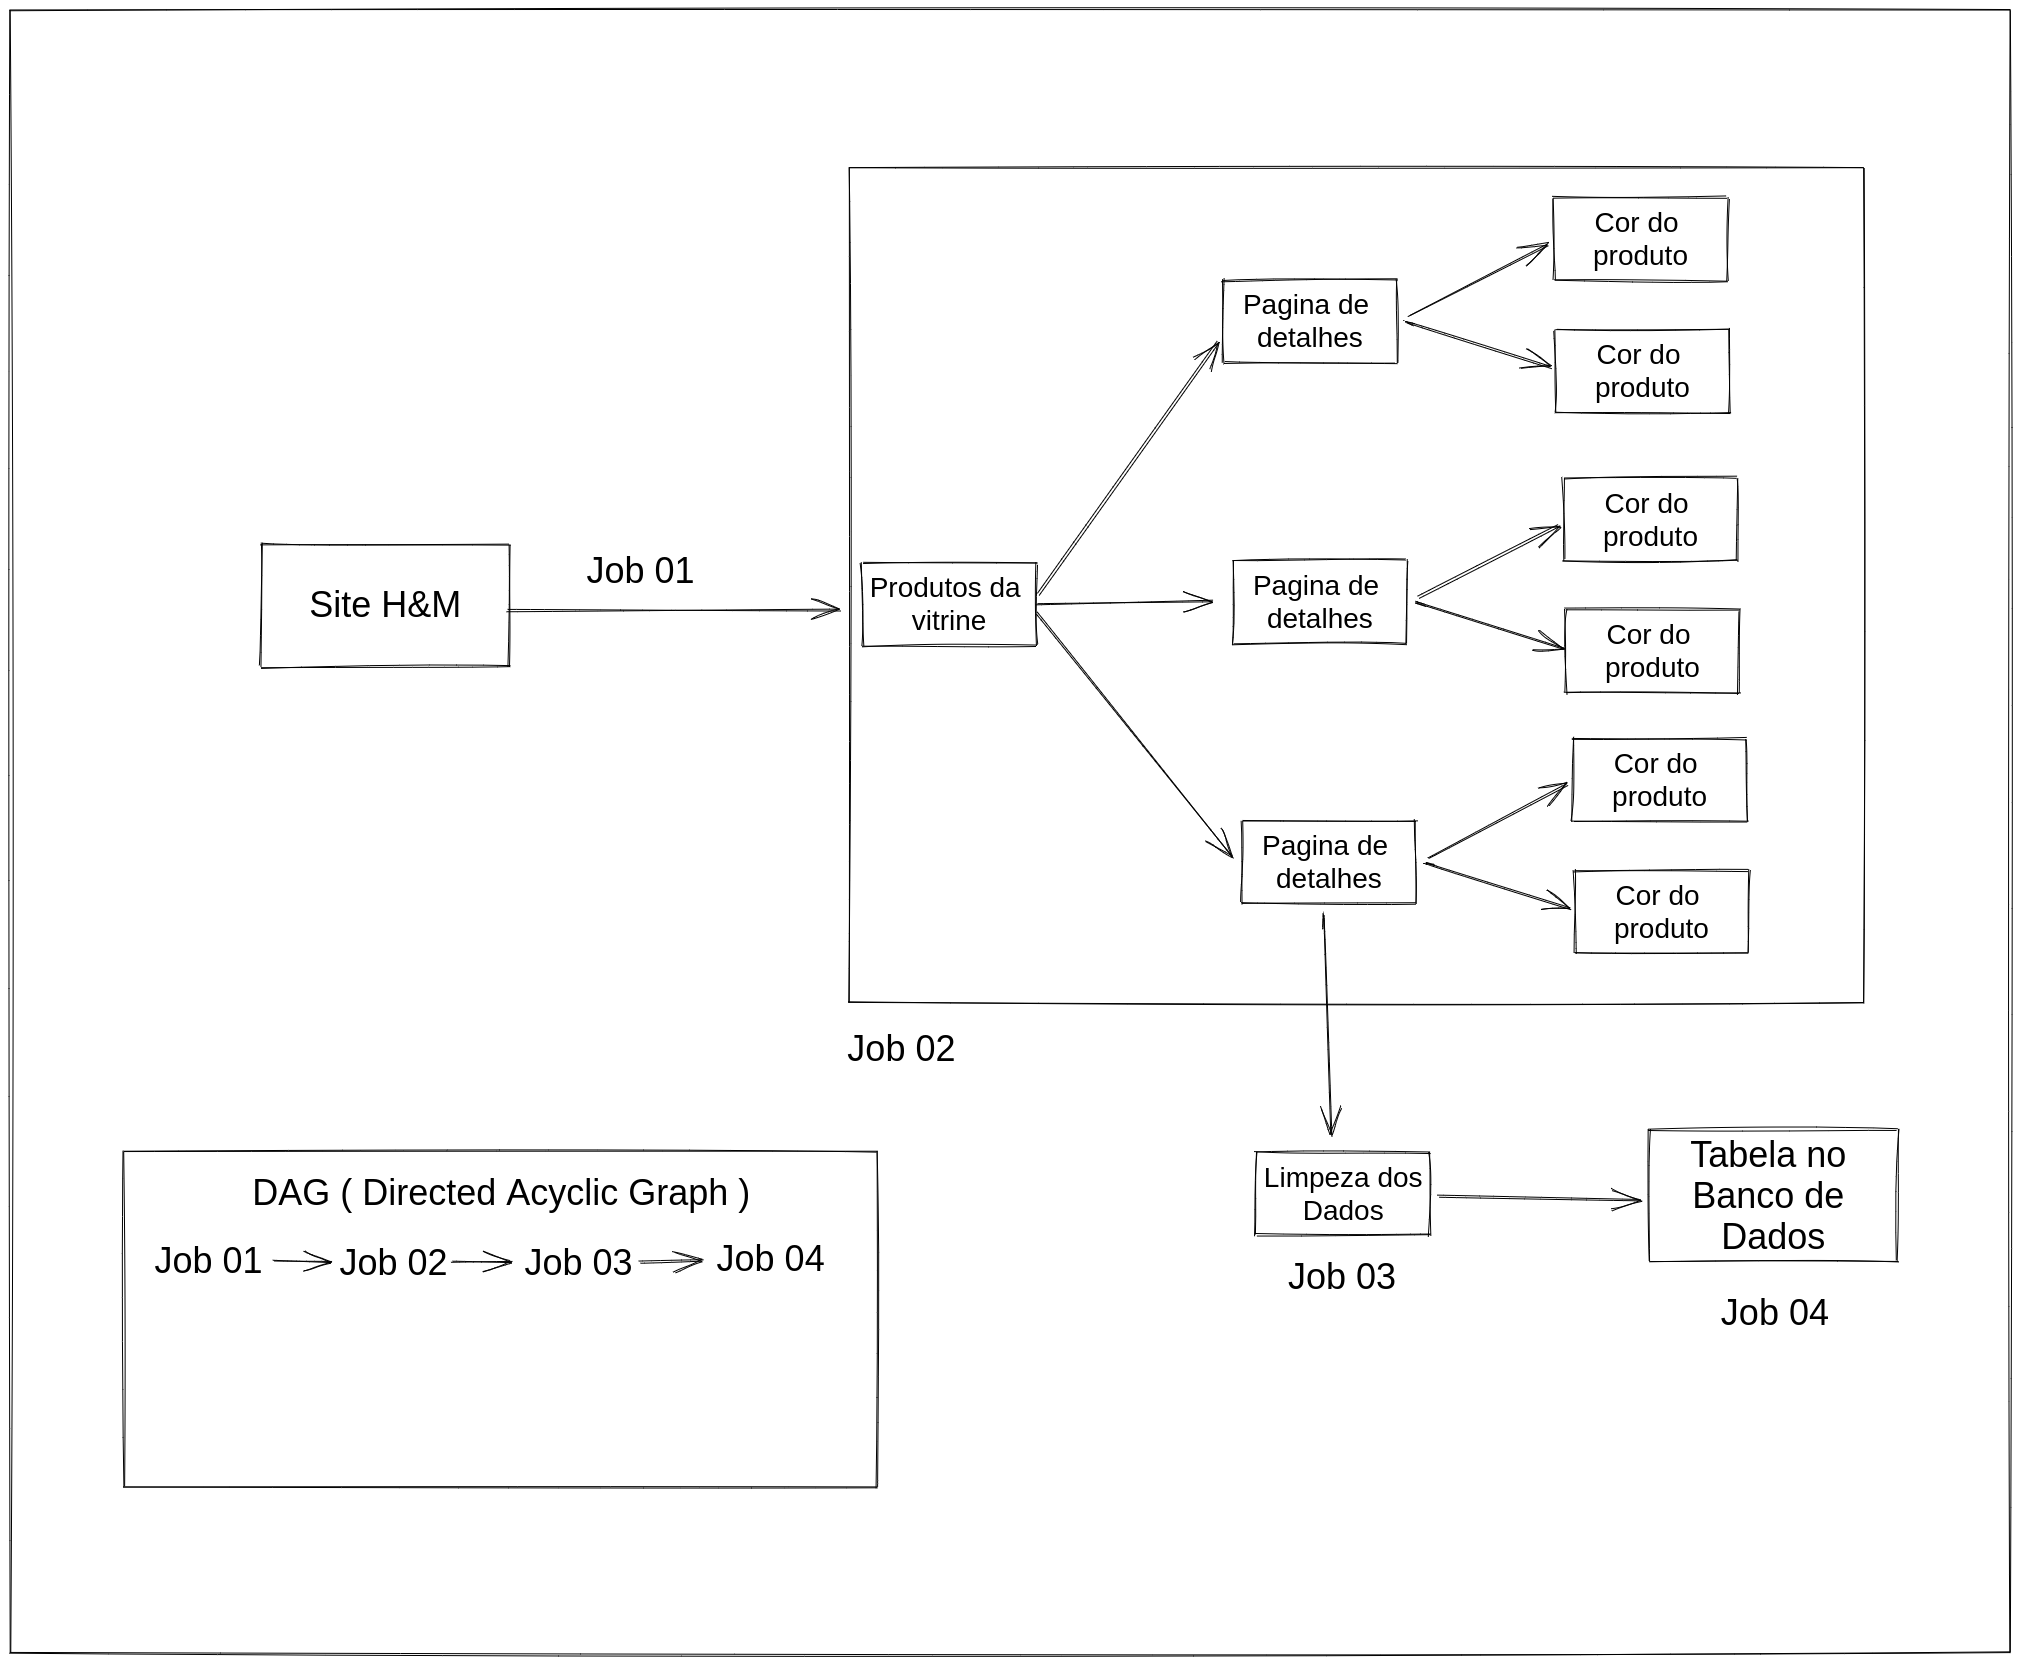 Cor do
produto
Pagina de
detalhes
Cor do
produto
Cor do
produto
Job 01
Site H&M
Produtos da
vitrine
Pagina de
detalhes
Cor do
produto
Cor do
produto
Pagina de
detalhes
Cor do
produto
Job 02
Limpeza dos
Dados
Job 03
Tabela no
Banco de
Dados
Job 04
DAG ( Directed Acyclic Graph )
Job 01
Job 02
Job 03
Job 04